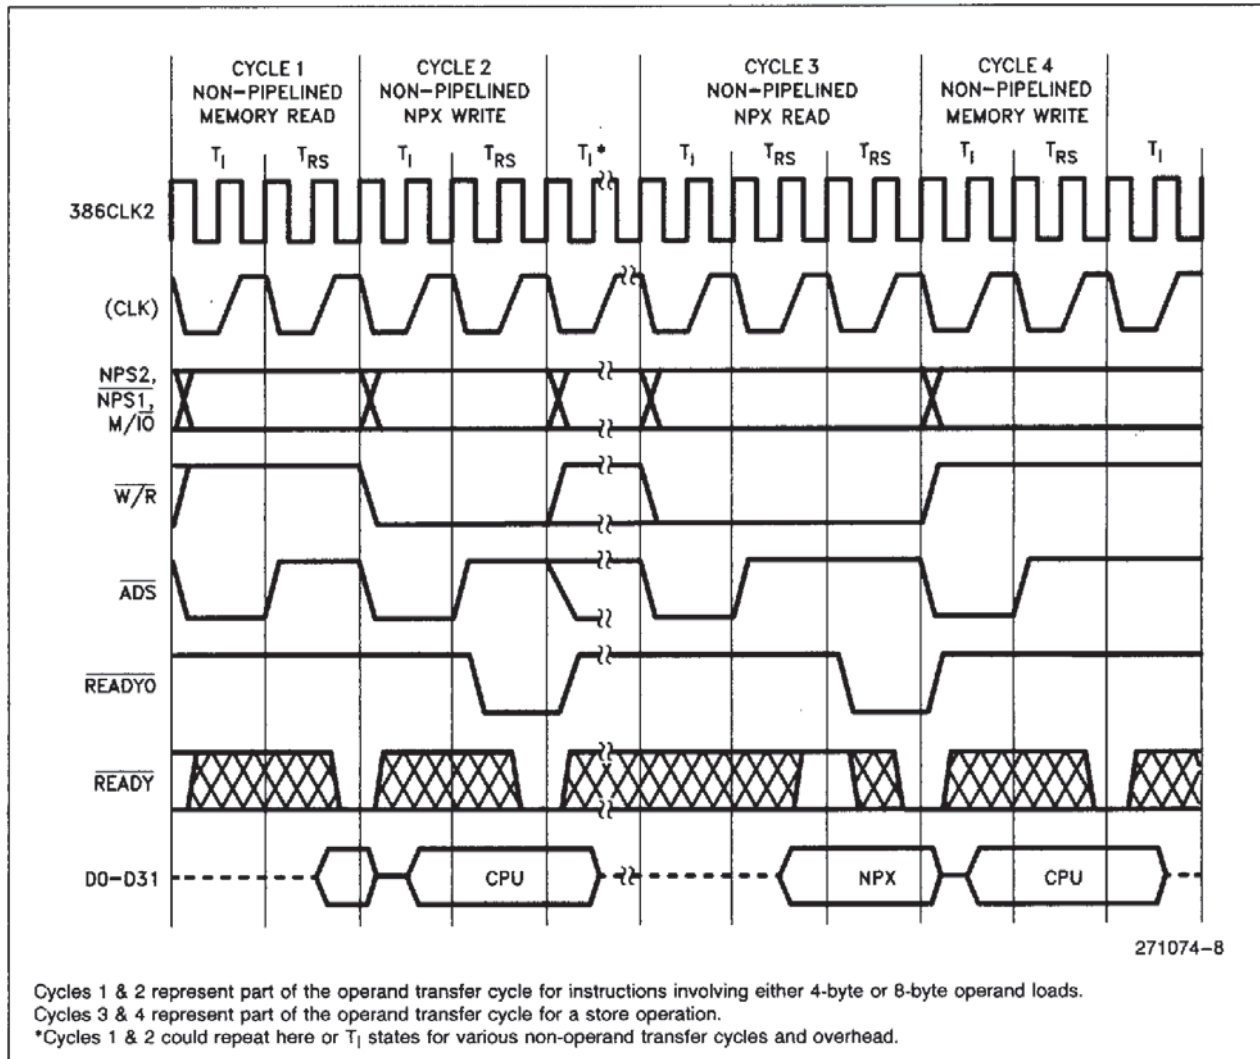 CYCLE 1
NON-PIPELINED
MEMORY READ
CYCLE 2
NON-PIPELINED
NPX WRITE
CYCLE 3
NON-PIPELINED
NPX READ
CYCLE 4
NON-PIPELINED
MEMORY WRITE
TI TRS TI TRS TI* TI TRS TRS TI TRS TI
386CLK2
(CLK)
NPS2,
NPS1,
M/IO
W/R
ADS
READYO
READY
D0-D31 CPU NPX CPU
271074-8
Cycles 1 & 2 represent part of the operand transfer cycle for instructions involving either 4-byte or 8-byte operand loads.
Cycles 3 & 4 represent part of the operand transfer cycle for a store operation.
*Cycles 1 & 2 could repeat here or TI states for various non-operand transfer cycles and overhead.